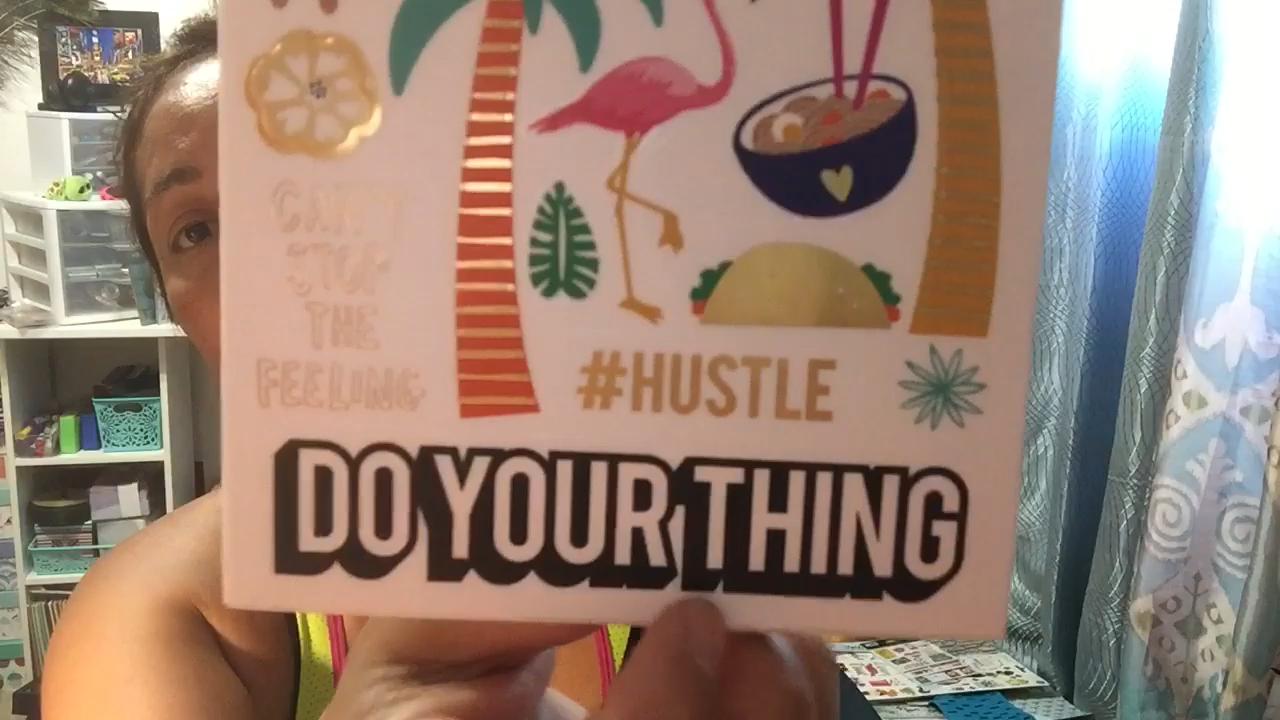 CAN'T
STOP
THE
FEELING
#HUSTLE
DO YOUR THING